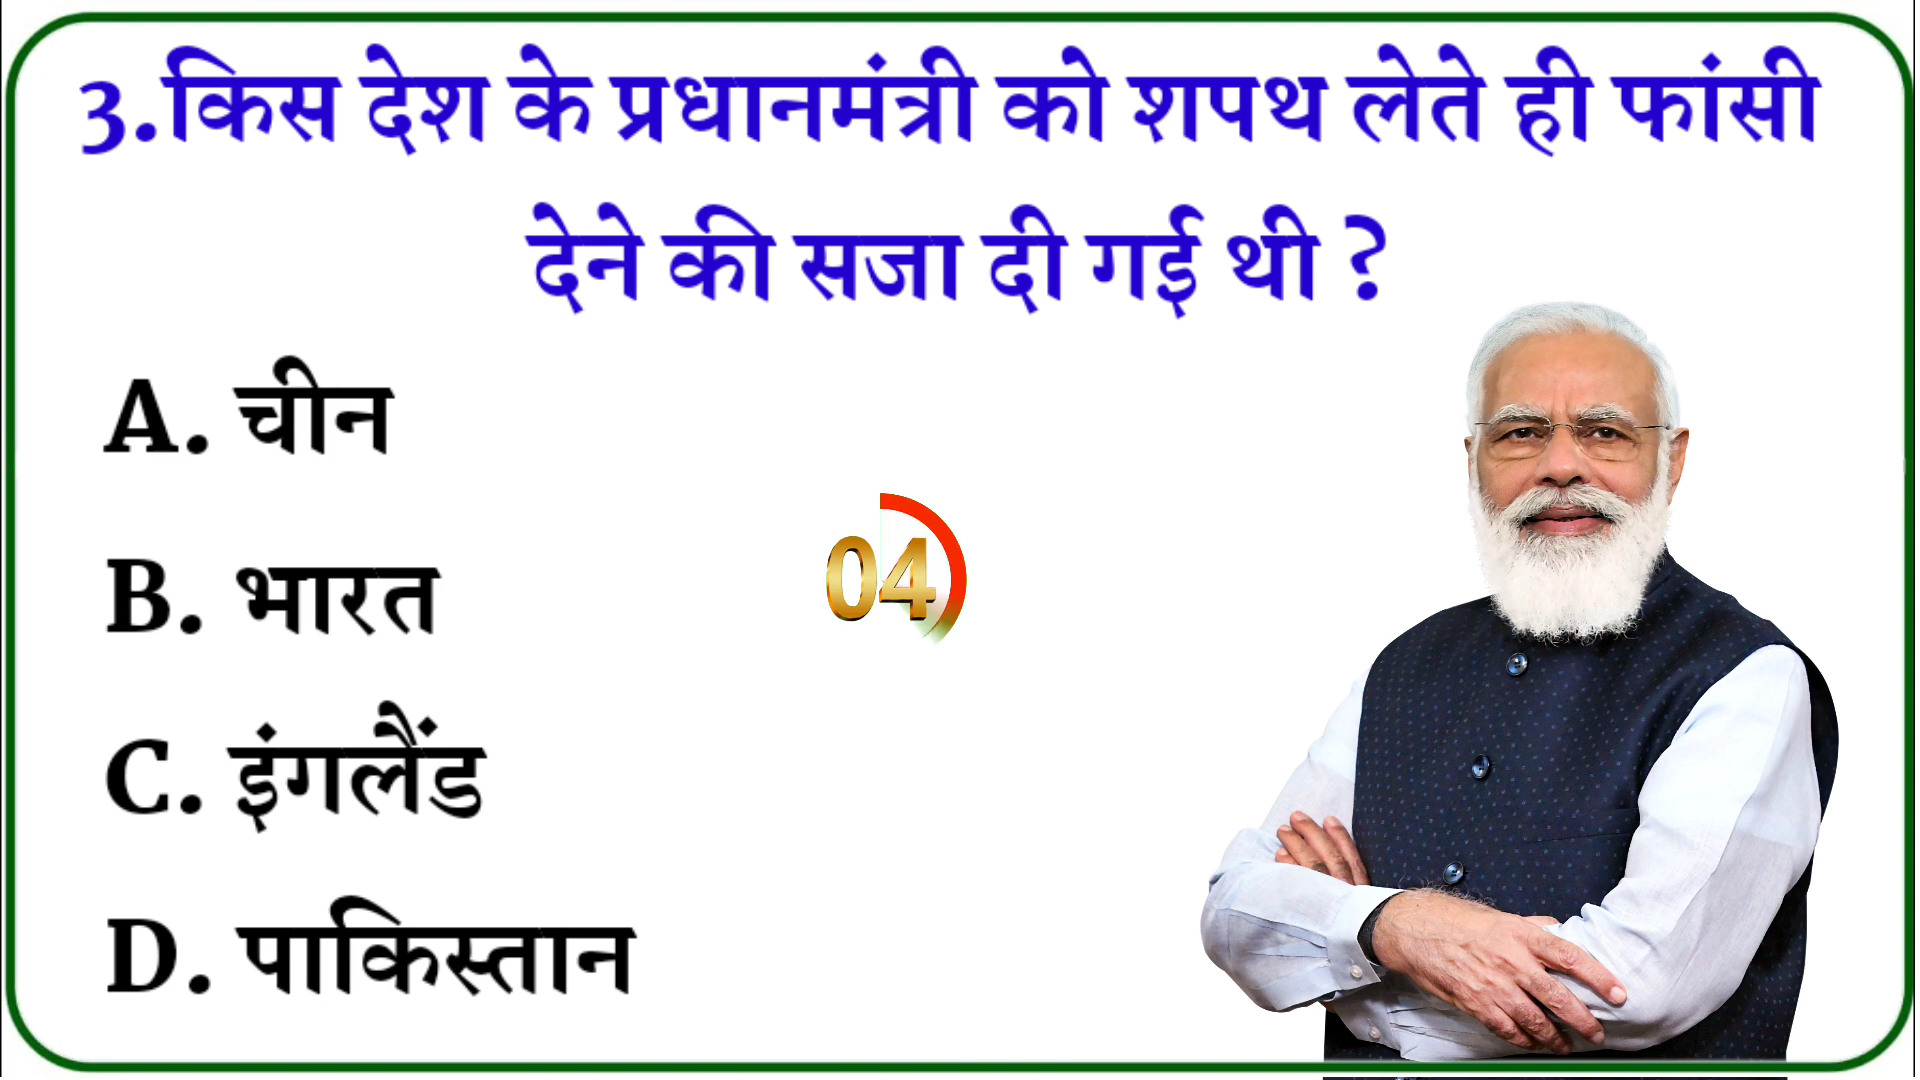 3.किस देश के प्रधानमंत्री को शपथ लेते ही फांसी
देने की सजा दी गई थी ?
A. चीन
04
B. भारत
C. इंगलैंड
D. पाकिस्तान